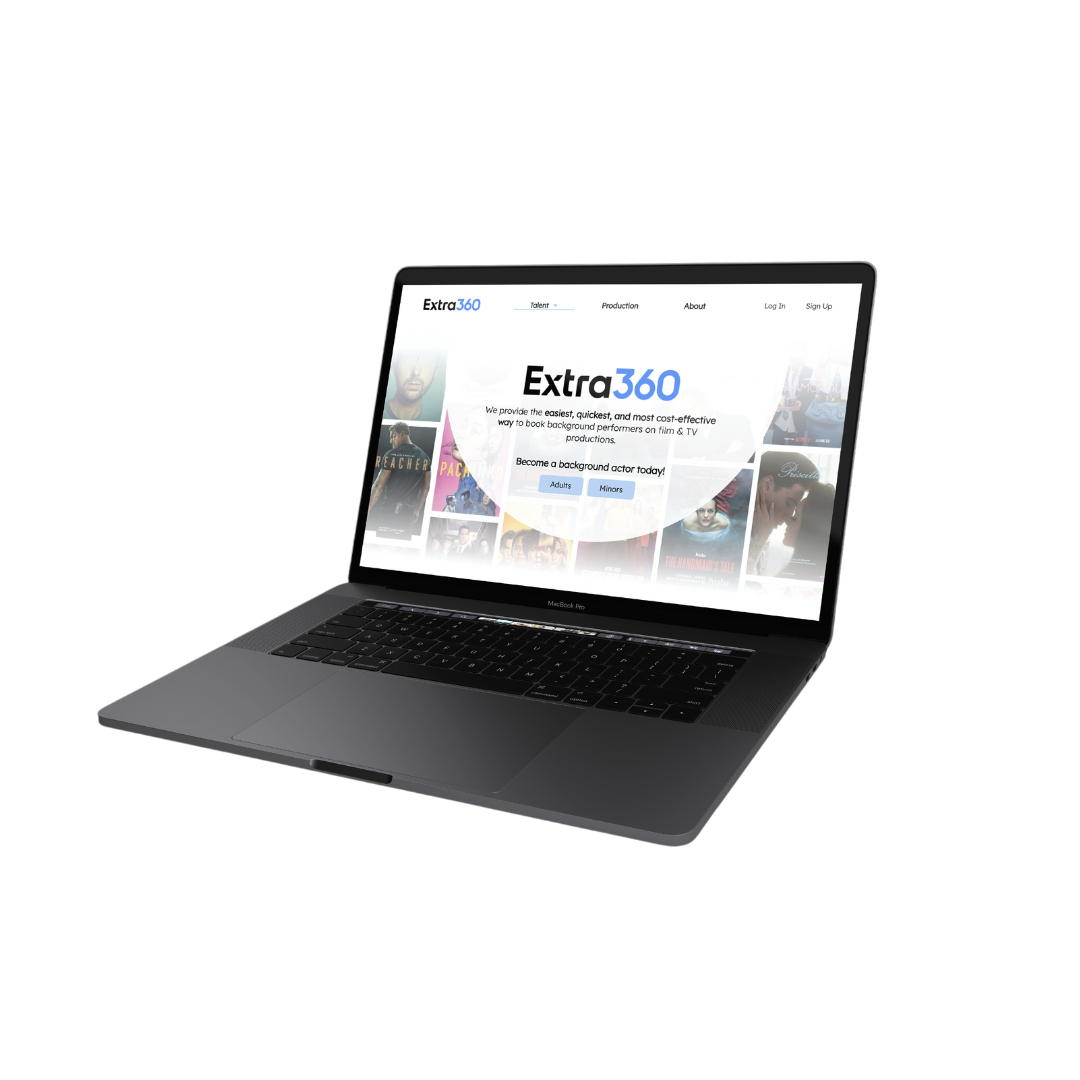 Extra360 Talent Production About Log In Sign Up
Extra360
We provide the easiest, quickest, and most cost-effective
way to book background performers on film & TV
productions.
Become a background actor today!
Adults Minors
REACHER
Priscilla
hulu
THE HANDMAID'S TALE
MacBook Pro